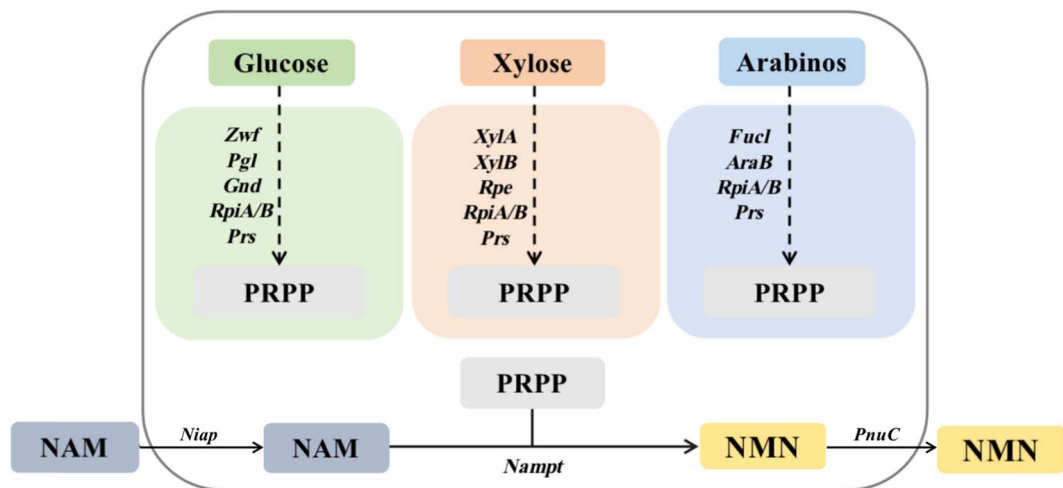 Glucose
Xylose
Arabinos
Zwf
Pgl
Gnd
RpiA/B
Prs
PRPP
XylA
XylB
Rpe
RpiA/B
Prs
PRPP
Fucl
AraB
RpiA/B
Prs
PRPP
PRPP
NAM
Niap
NAM
Nampt
NMN
PnuC
NMN